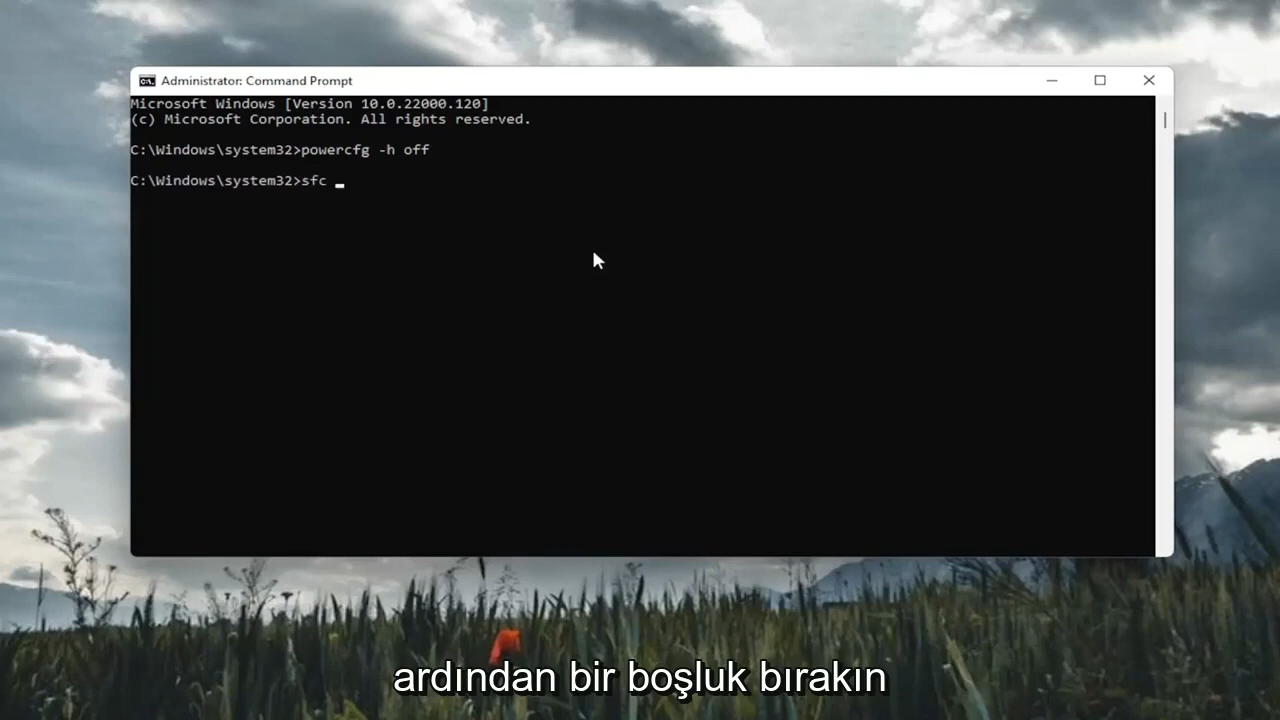 Administrator: Command Prompt
Microsoft Windows [Version 10.0.22000.120]
(c) Microsoft Corporation. All rights reserved.
C:\Windows\system32>powercfg -h off
C:\Windows\system32>sfc
ardından bir boşluk bırakın